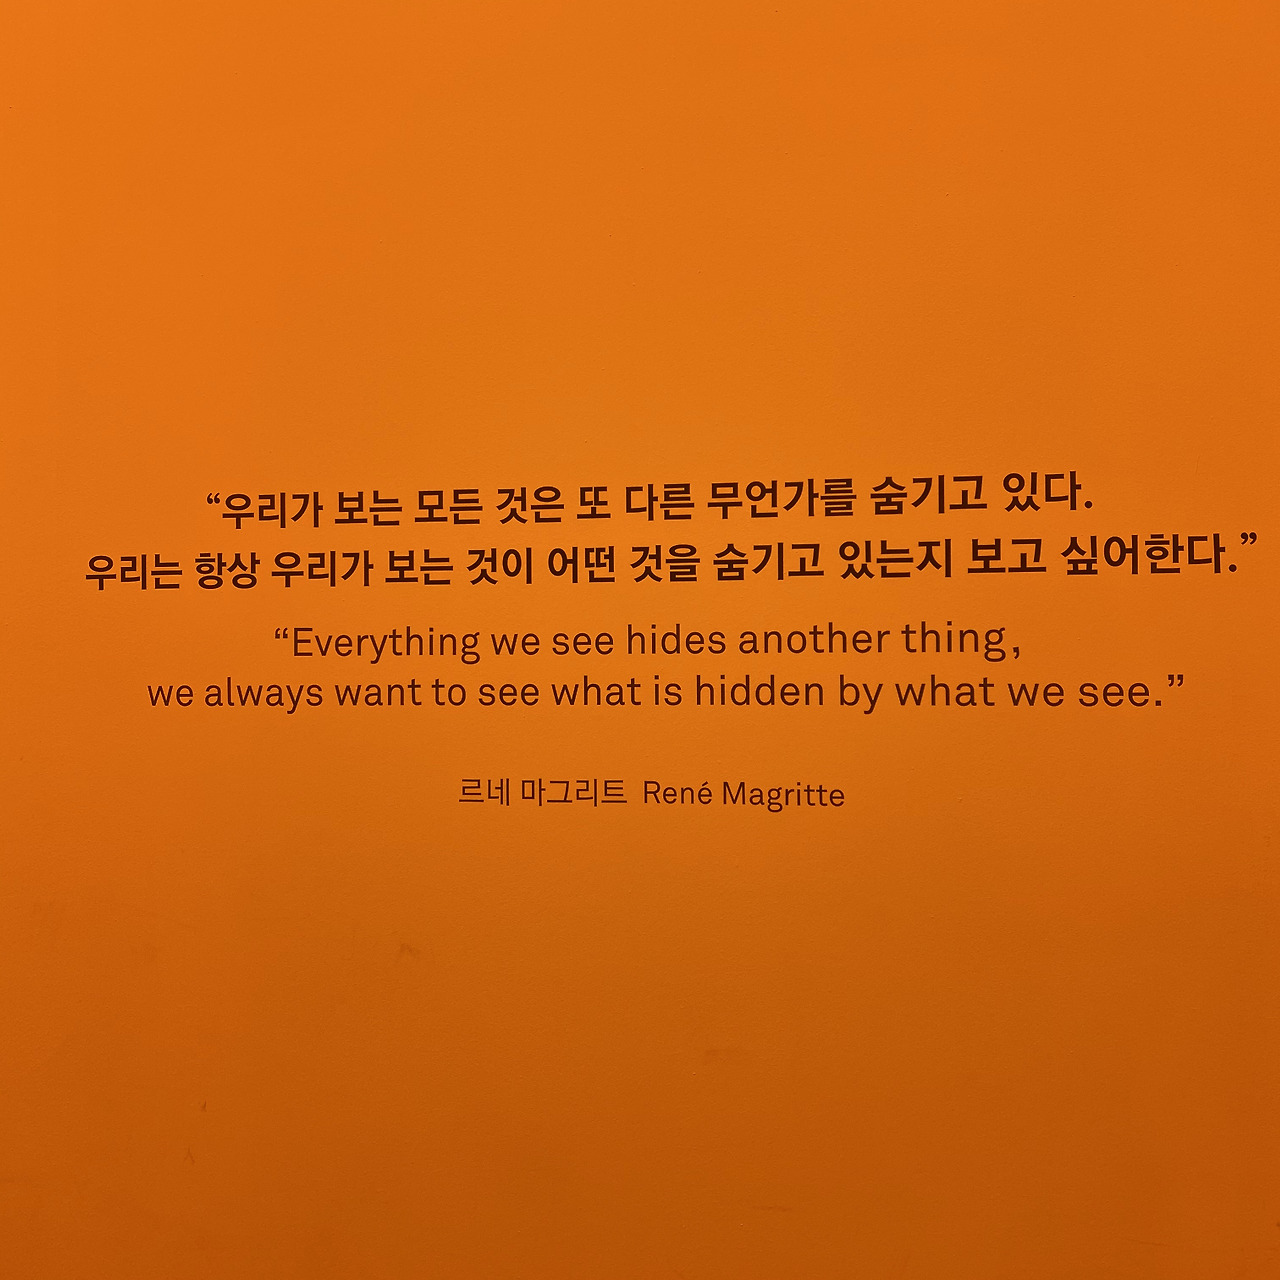 “우리가 보는 모든 것은 또 다른 무언가를 숨기고 있다.
우리는 항상 우리가 보는 것이 어떤 것을 숨기고 있는지 보고 싶어한다.”
“Everything we see hides another thing,
we always want to see what is hidden by what we see.”
르네 마그리트 René Magritte